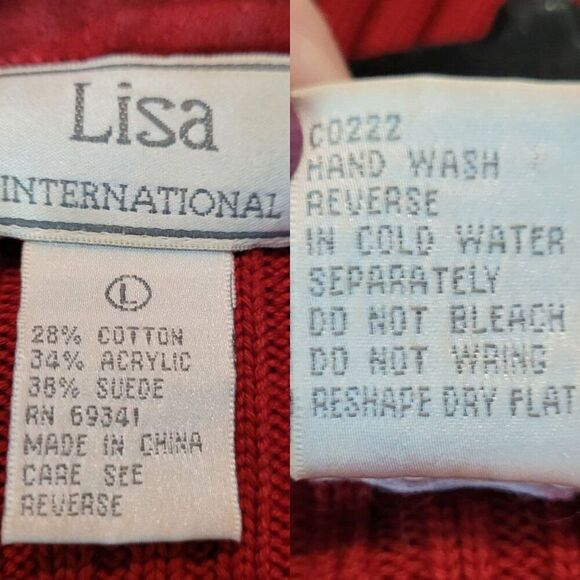 Lisa
INTERNATIONAL
L
28% COTTON
34% ACRYLIC
38% SUEDE
RN 69341
MADE IN CHINA
CARE SEE
REVERSE
C0222
HAND WASH
REVERSE
IN COLD WATER
SEPARATELY
DO NOT BLEACH
DO NOT WRING
RESHAPE DRY FLAT